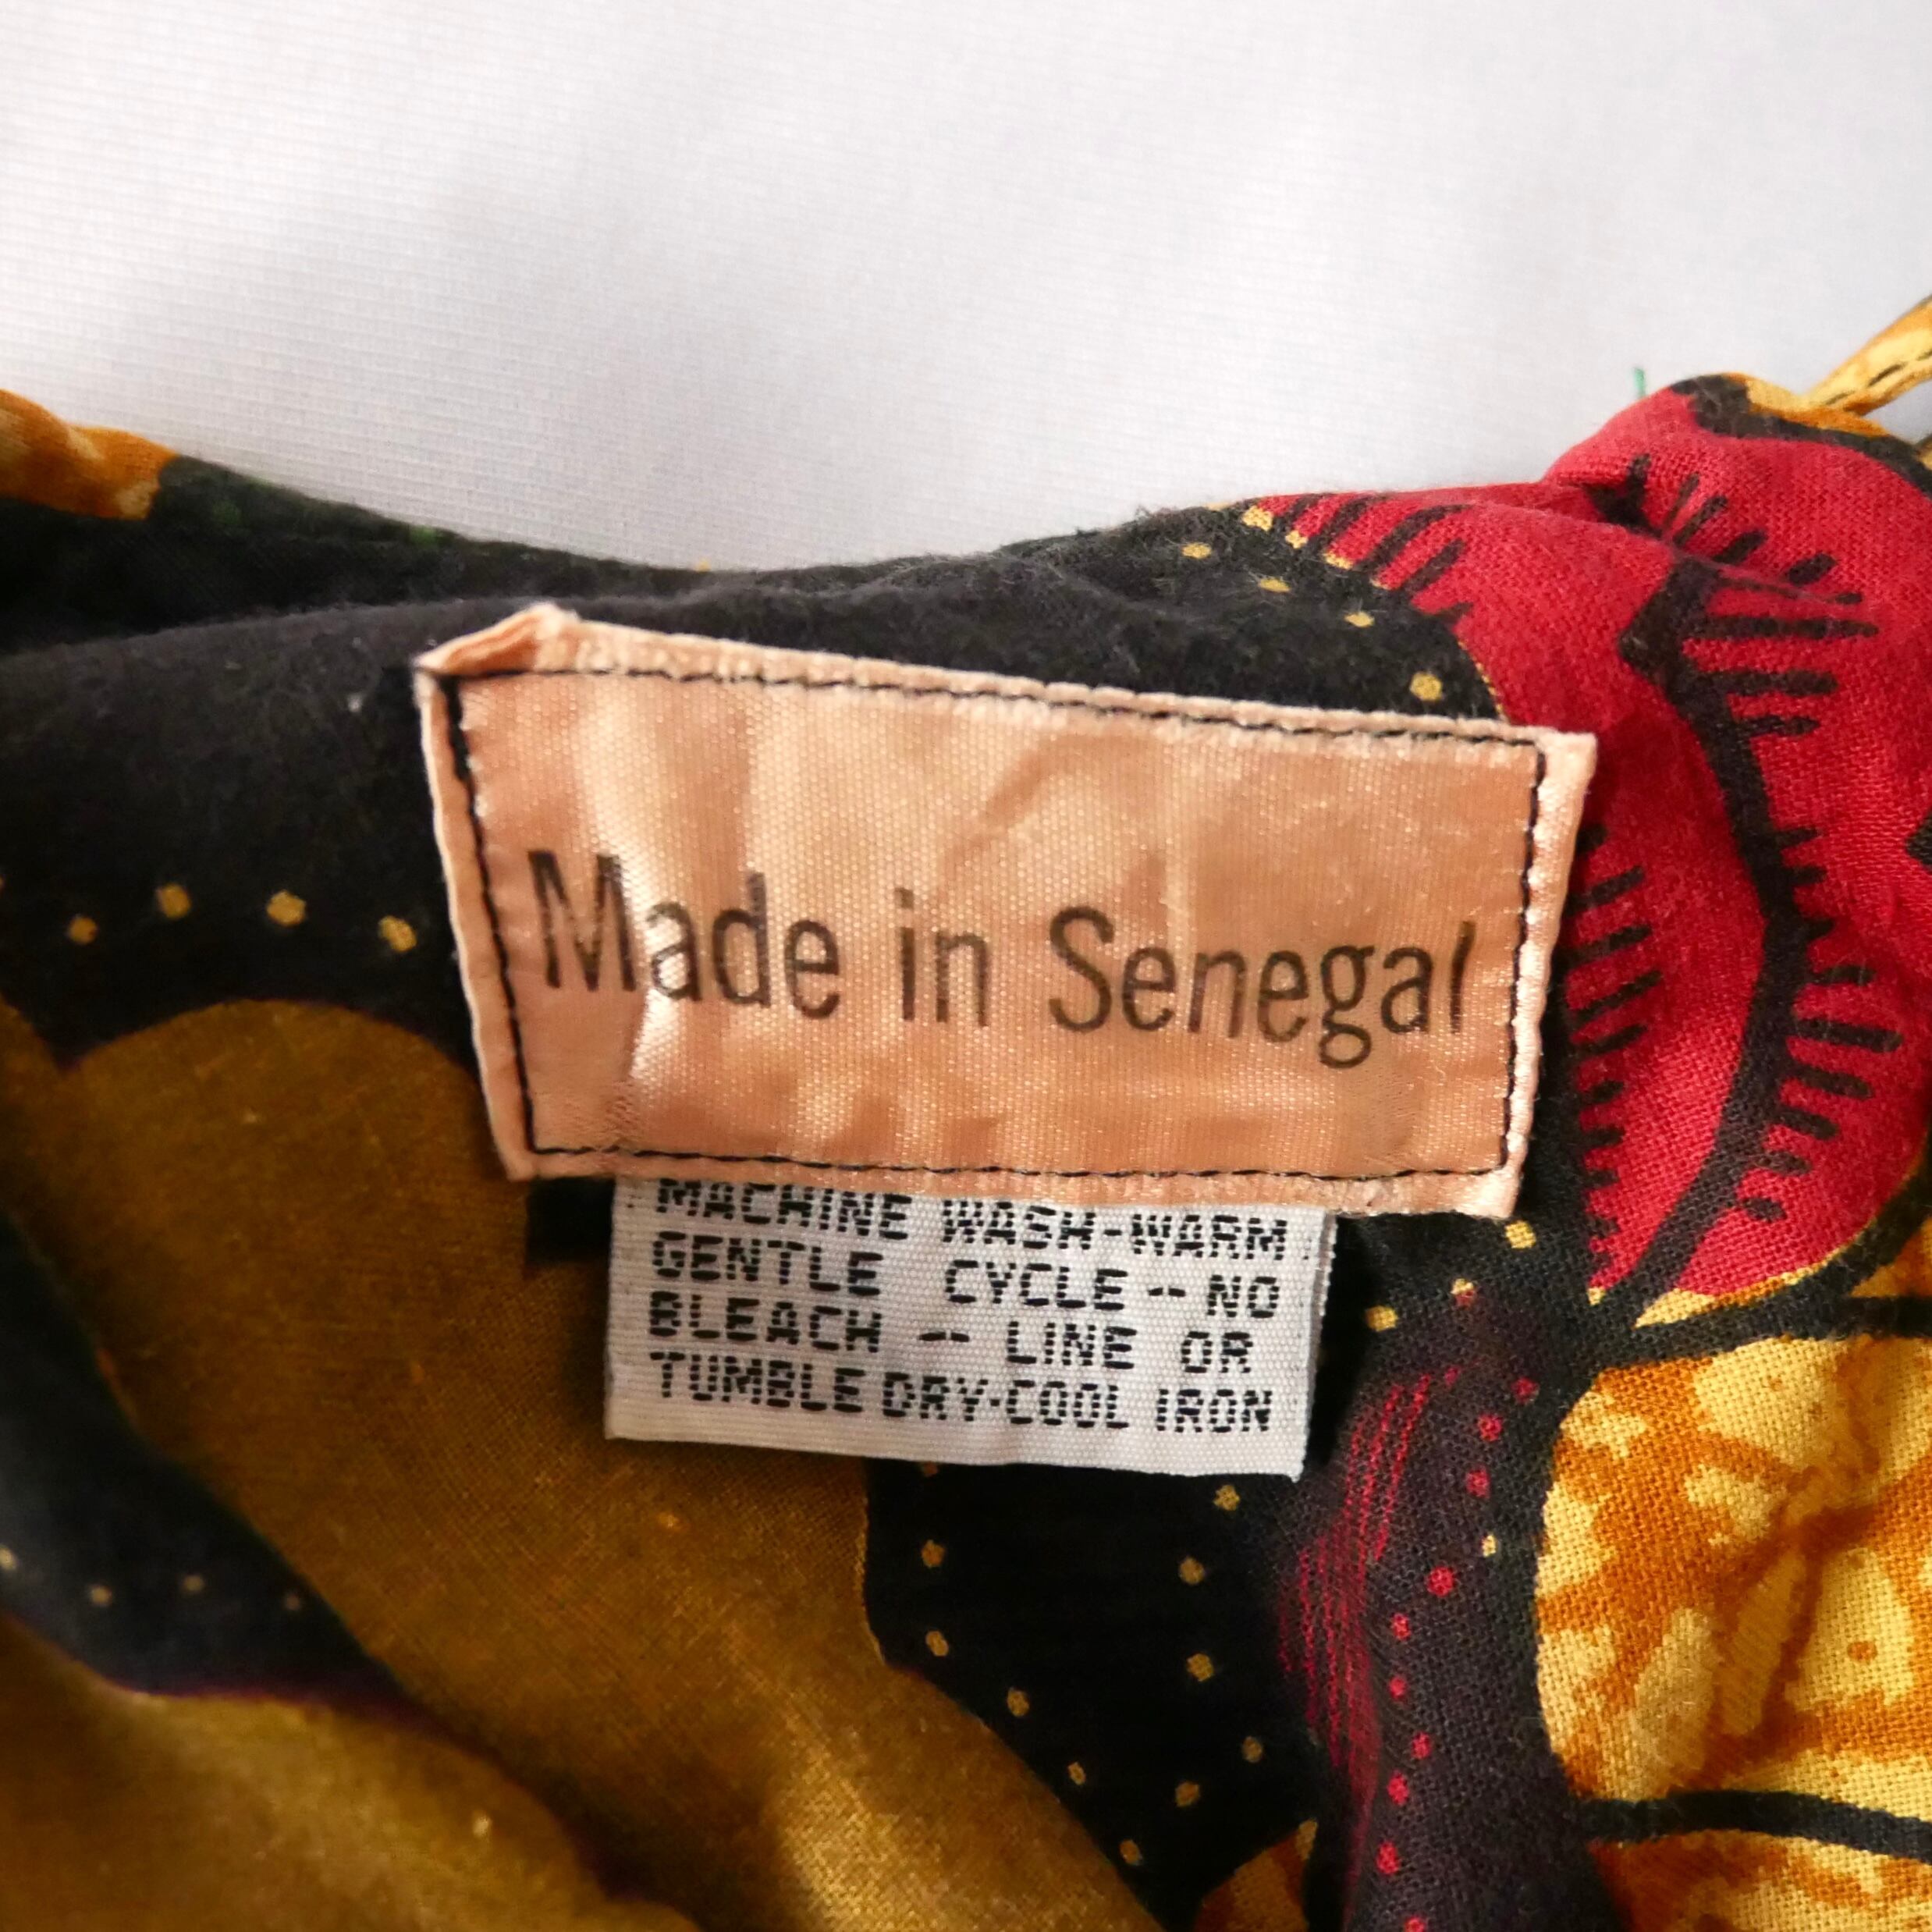 Made in Senegal
MACHINE WASH-WARM
GENTLE CYCLE -- NO
BLEACH -- LINE OR
TUMBLE DRY-COOL IRON